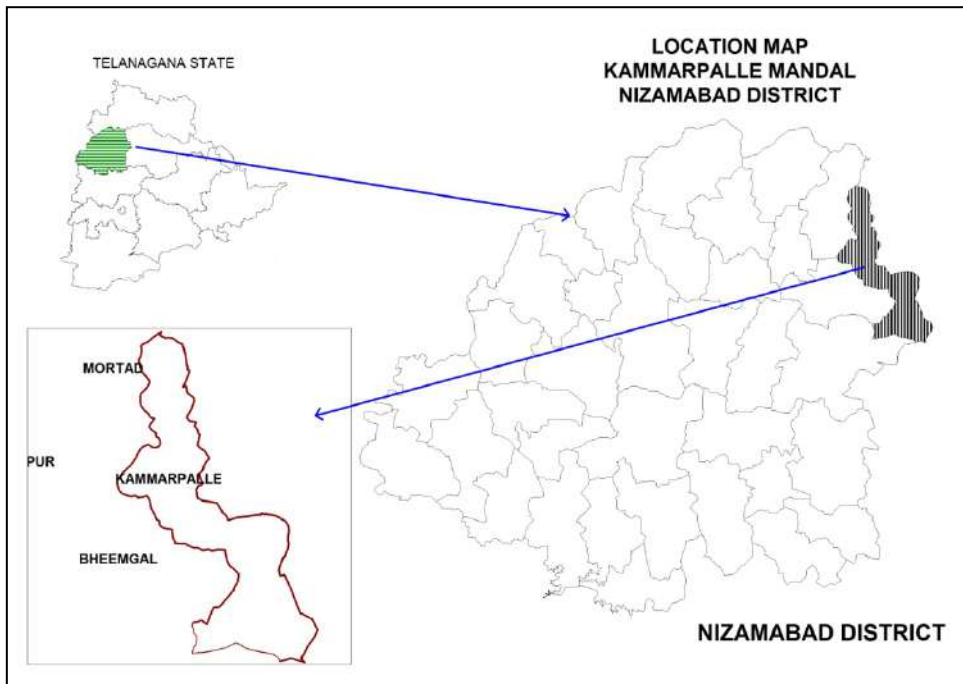 TELANAGANA STATE
LOCATION MAP
KAMMARPALLE MANDAL
NIZAMABAD DISTRICT
MORTAD
PUR
KAMMARPALLE
BHEEMGAL
NIZAMABAD DISTRICT